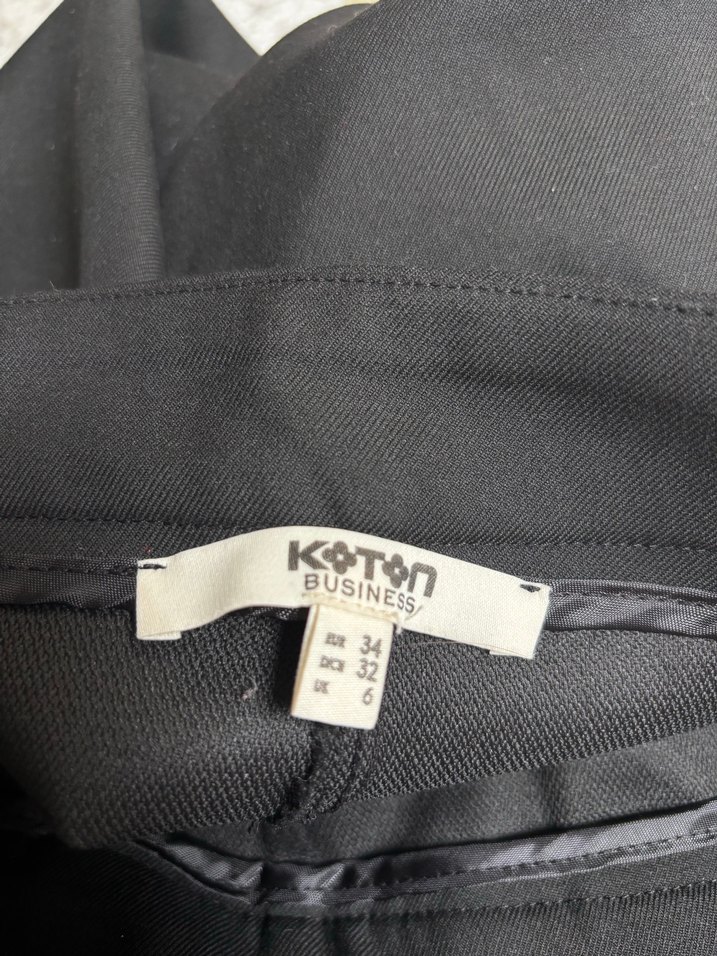 KOTON
BUSINESS
EUR 34
DCH 32
UK 6